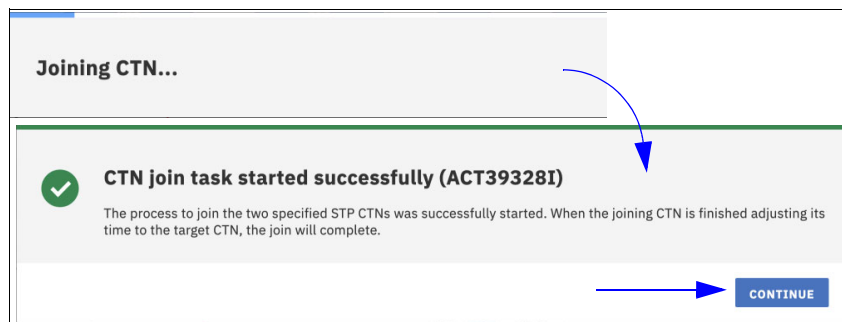 Joining CTN...
CTN join task started successfully (ACT39328I)
The process to join the two specified STP CTNs was successfully started. When the joining CTN is finished adjusting its
time to the target CTN, the join will complete.
CONTINUE